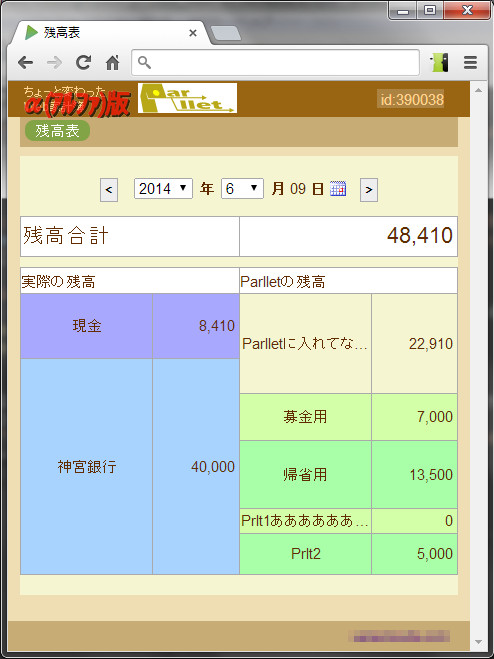 残高表
ちょっと変わった
α(アルファ)版
Parllet
id:390038
残高表
< 2014 年 6 月 09 日 >
残高合計 48,410
実際の残高 Parlletの残高
現金 8,410
Parlletに入れてな… 22,910
募金用 7,000
神宮銀行 40,000
帰省用 13,500
Prlt1ああああああ… 0
Prlt2 5,000